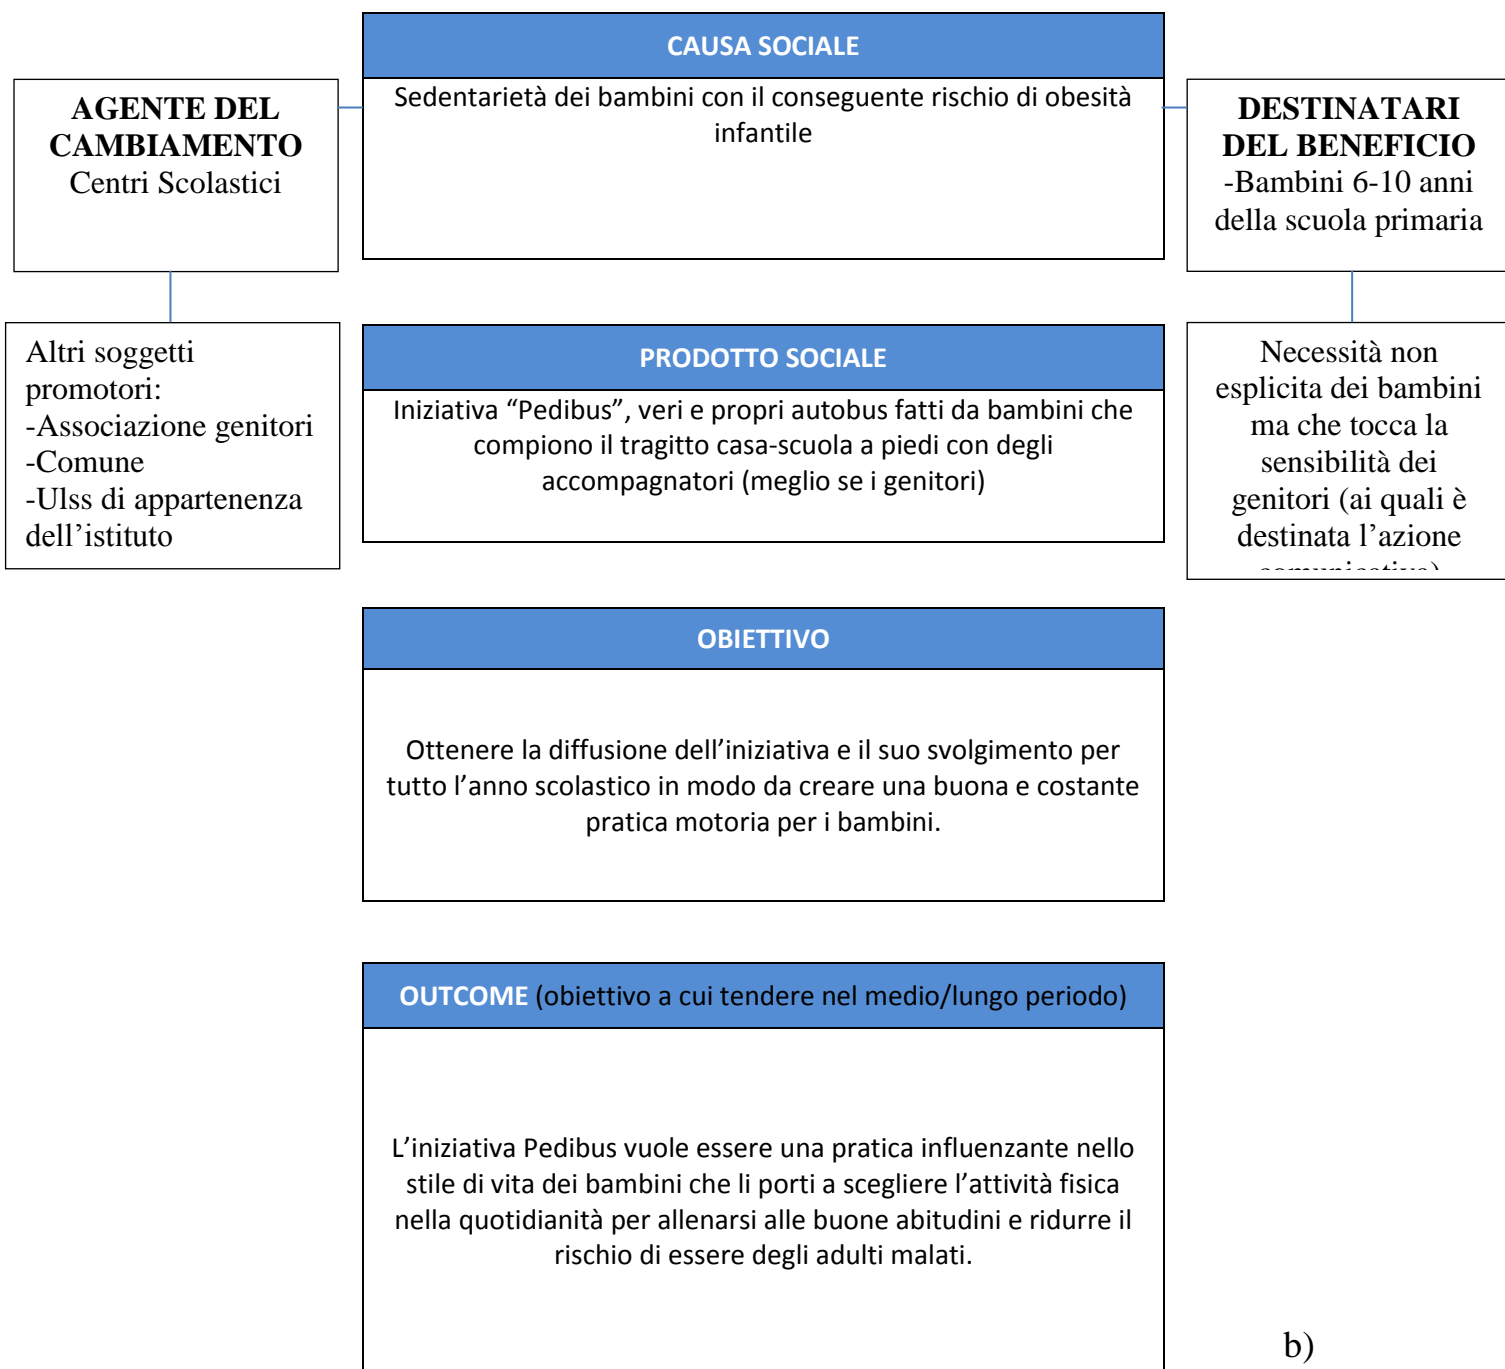 CAUSA SOCIALE
Sedentarietà dei bambini con il conseguente rischio di obesità
infantile
AGENTE DEL
CAMBIAMENTO
Centri Scolastici
DESTINATARI
DEL BENEFICIO
-Bambini 6-10 anni
della scuola primaria
Altri soggetti
promotori:
-Associazione genitori
-Comune
-Ulss di appartenenza
dell’istituto
PRODOTTO SOCIALE
Iniziativa “Pedibus”, veri e propri autobus fatti da bambini che
compiono il tragitto casa-scuola a piedi con degli
accompagnatori (meglio se i genitori)
Necessità non
esplicita dei bambini
ma che tocca la
sensibilità dei
genitori (ai quali è
destinata l’azione
OBIETTIVO
Ottenere la diffusione dell’iniziativa e il suo svolgimento per
tutto l’anno scolastico in modo da creare una buona e costante
pratica motoria per i bambini.
OUTCOME (obiettivo a cui tendere nel medio/lungo periodo)
L’iniziativa Pedibus vuole essere una pratica influenzante nello
stile di vita dei bambini che li porti a scegliere l’attività fisica
nella quotidianità per allenarsi alle buone abitudini e ridurre il
rischio di essere degli adulti malati.
b)